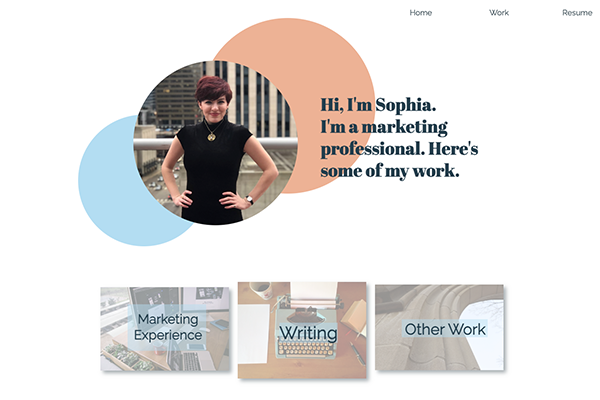 Home Work Resume
Hi, I'm Sophia.
I'm a marketing
professional. Here's
some of my work.
Marketing
Experience
Writing
Other Work